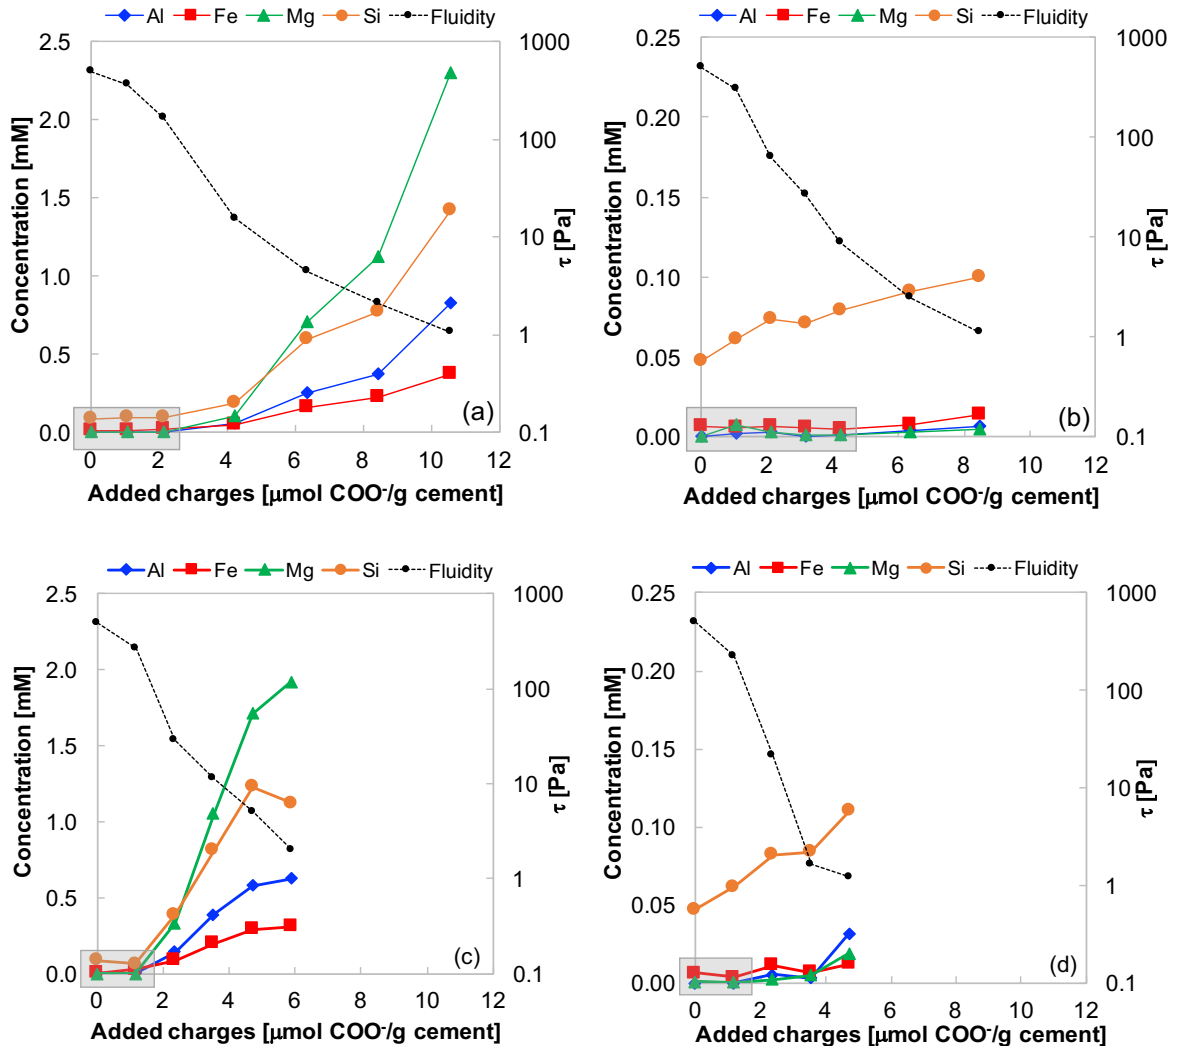 Al Fe Mg Si Fluidity
2.5
2.0
1.5
1.0
0.5
0.0
Concentration [mM]
1000
100
10
1
0.1
τ [Pa]
(a)
0 2 4 6 8 10 12
Added charges [μmol COO⁻/g cement]
Al Fe Mg Si Fluidity
0.25
0.20
0.15
0.10
0.05
0.00
Concentration [mM]
1000
100
10
1
0.1
τ [Pa]
(b)
0 2 4 6 8 10 12
Added charges [μmol COO⁻/g cement]
Al Fe Mg Si Fluidity
2.5
2.0
1.5
1.0
0.5
0.0
Concentration [mM]
1000
100
10
1
0.1
τ [Pa]
(c)
0 2 4 6 8 10 12
Added charges [μmol COO⁻/g cement]
Al Fe Mg Si Fluidity
0.25
0.20
0.15
0.10
0.05
0.00
Concentration [mM]
1000
100
10
1
0.1
τ [Pa]
(d)
0 2 4 6 8 10 12
Added charges [μmol COO⁻/g cement]